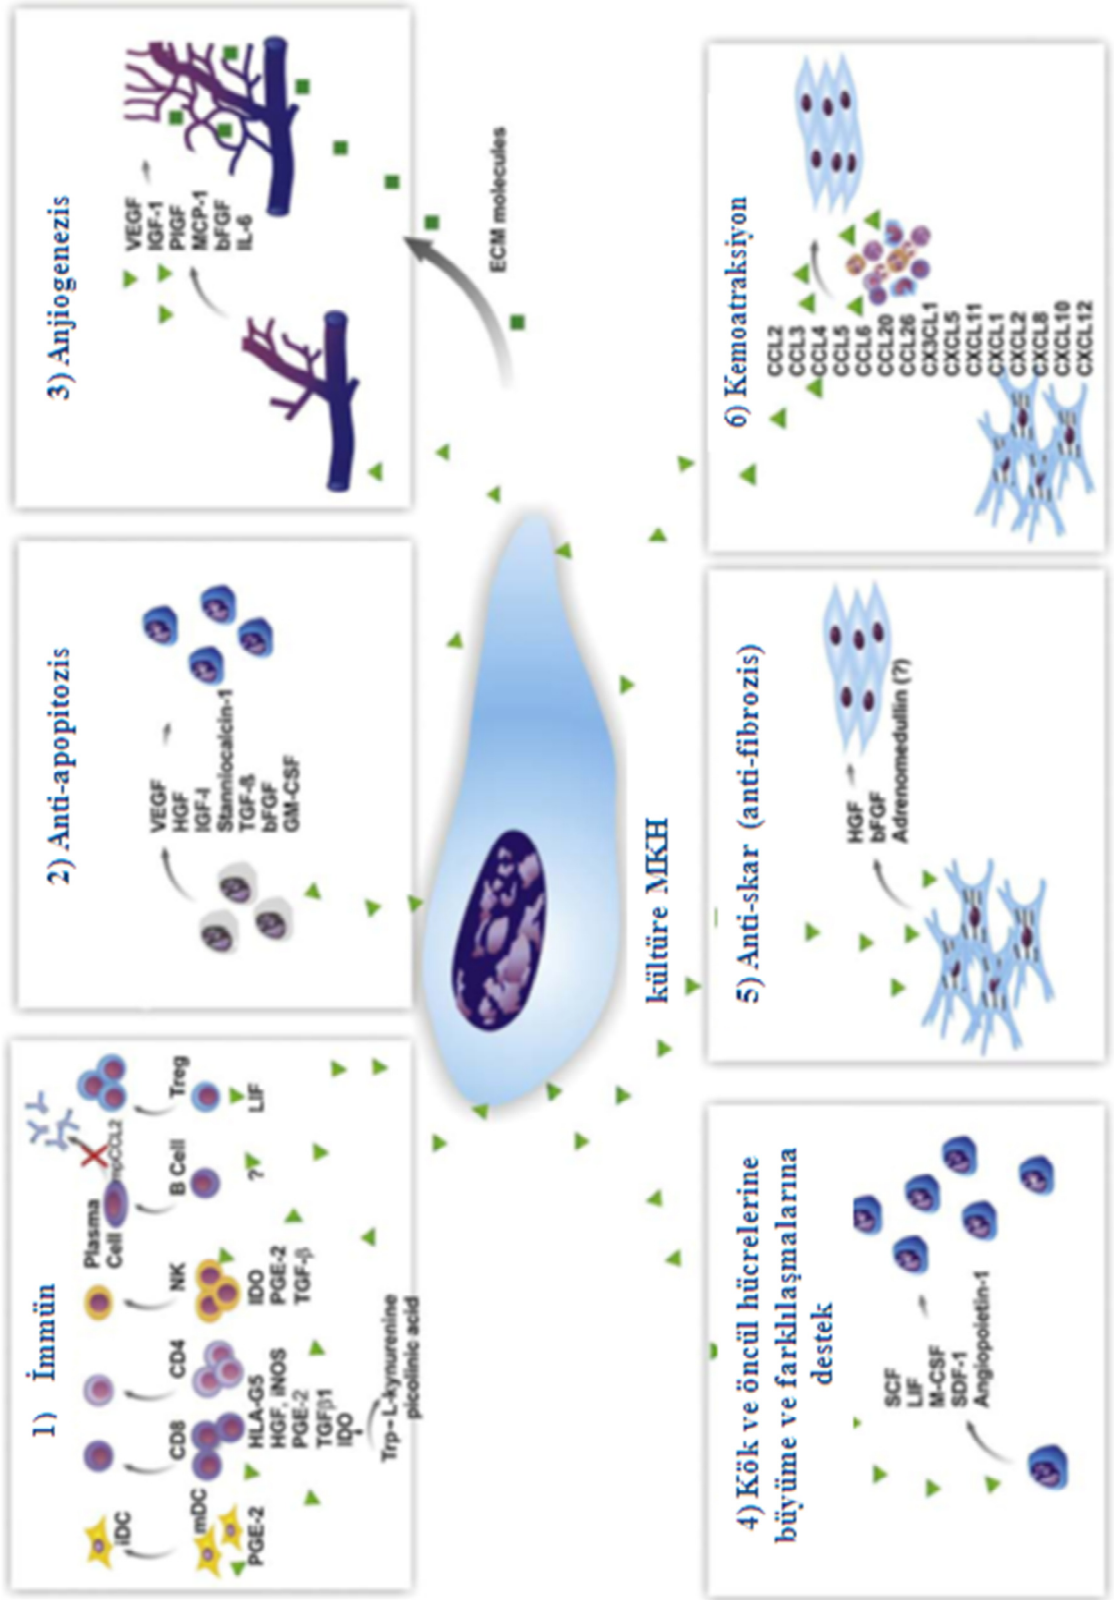 1) İmmün
Plasma
Cell
mpCCL2
iDC
CD8
CD4
NK
B Cell
Treg
mDC
PGE-2
HLA-G5
HGF, iNOS
PGE-2
TGFβ1
IDO
Trp–L-kynurenine
picolinic acid
IDO
PGE-2
TGF-β
?
LIF
2) Anti-apopitozis
VEGF
HGF
IGF-I
Stanniocalcin-1
TGF-ß
bFGF
GM-CSF
3) Anjiogenezis
VEGF
IGF-1
PIGF
MCP-1
bFGF
IL-6
ECM molecules
kültüre MKH
4) Kök ve öncül hücrelerine
büyüme ve farklılaşmalarına
destek
SCF
LIF
M-CSF
SDF-1
Angiopoietin-1
5) Anti-skar (anti-fibrozis)
HGF
bFGF
Adrenomedullin (?)
6) Kemoatraksiyon
CCL2
CCL3
CCL4
CCL5
CCL6
CCL20
CCL26
CX3CL1
CXCL5
CXCL11
CXCL1
CXCL2
CXCL8
CXCL10
CXCL12